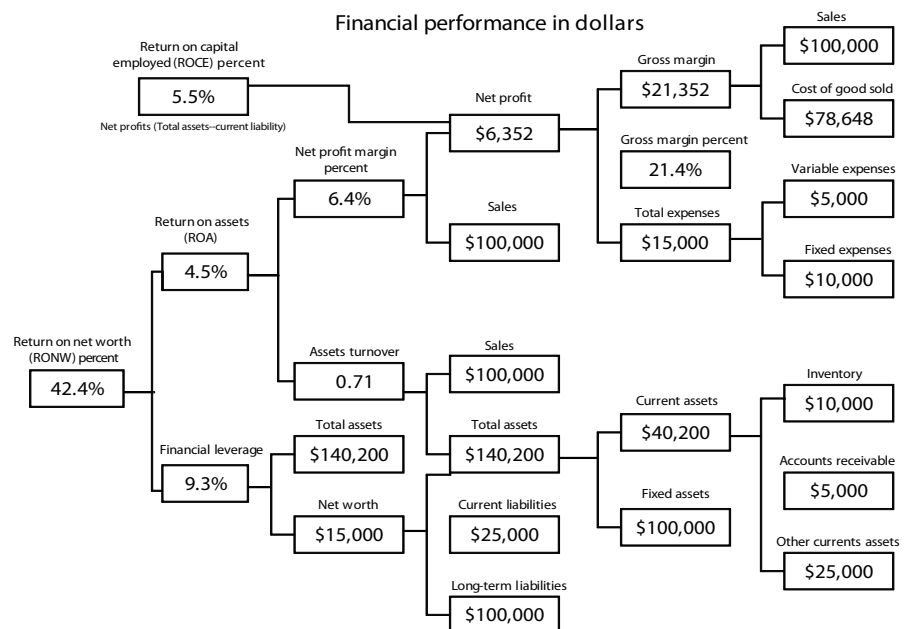 Financial performance in dollars
Return on capital
employed (ROCE) percent
5.5%
Net profits (Total assets--current liability)
Net profit
$6,352
Gross margin
$21,352
Sales
$100,000
Cost of good sold
$78,648
Gross margin percent
21.4%
Net profit margin
percent
6.4%
Sales
$100,000
Total expenses
$15,000
Variable expenses
$5,000
Fixed expenses
$10,000
Return on assets
(ROA)
4.5%
Return on net worth
(RONW) percent
42.4%
Assets turnover
0.71
Sales
$100,000
Total assets
$140,200
Current assets
$40,200
Inventory
$10,000
Accounts receivable
$5,000
Other currents assets
$25,000
Fixed assets
$100,000
Financial leverage
9.3%
Total assets
$140,200
Net worth
$15,000
Current liabilities
$25,000
Long-term liabilities
$100,000